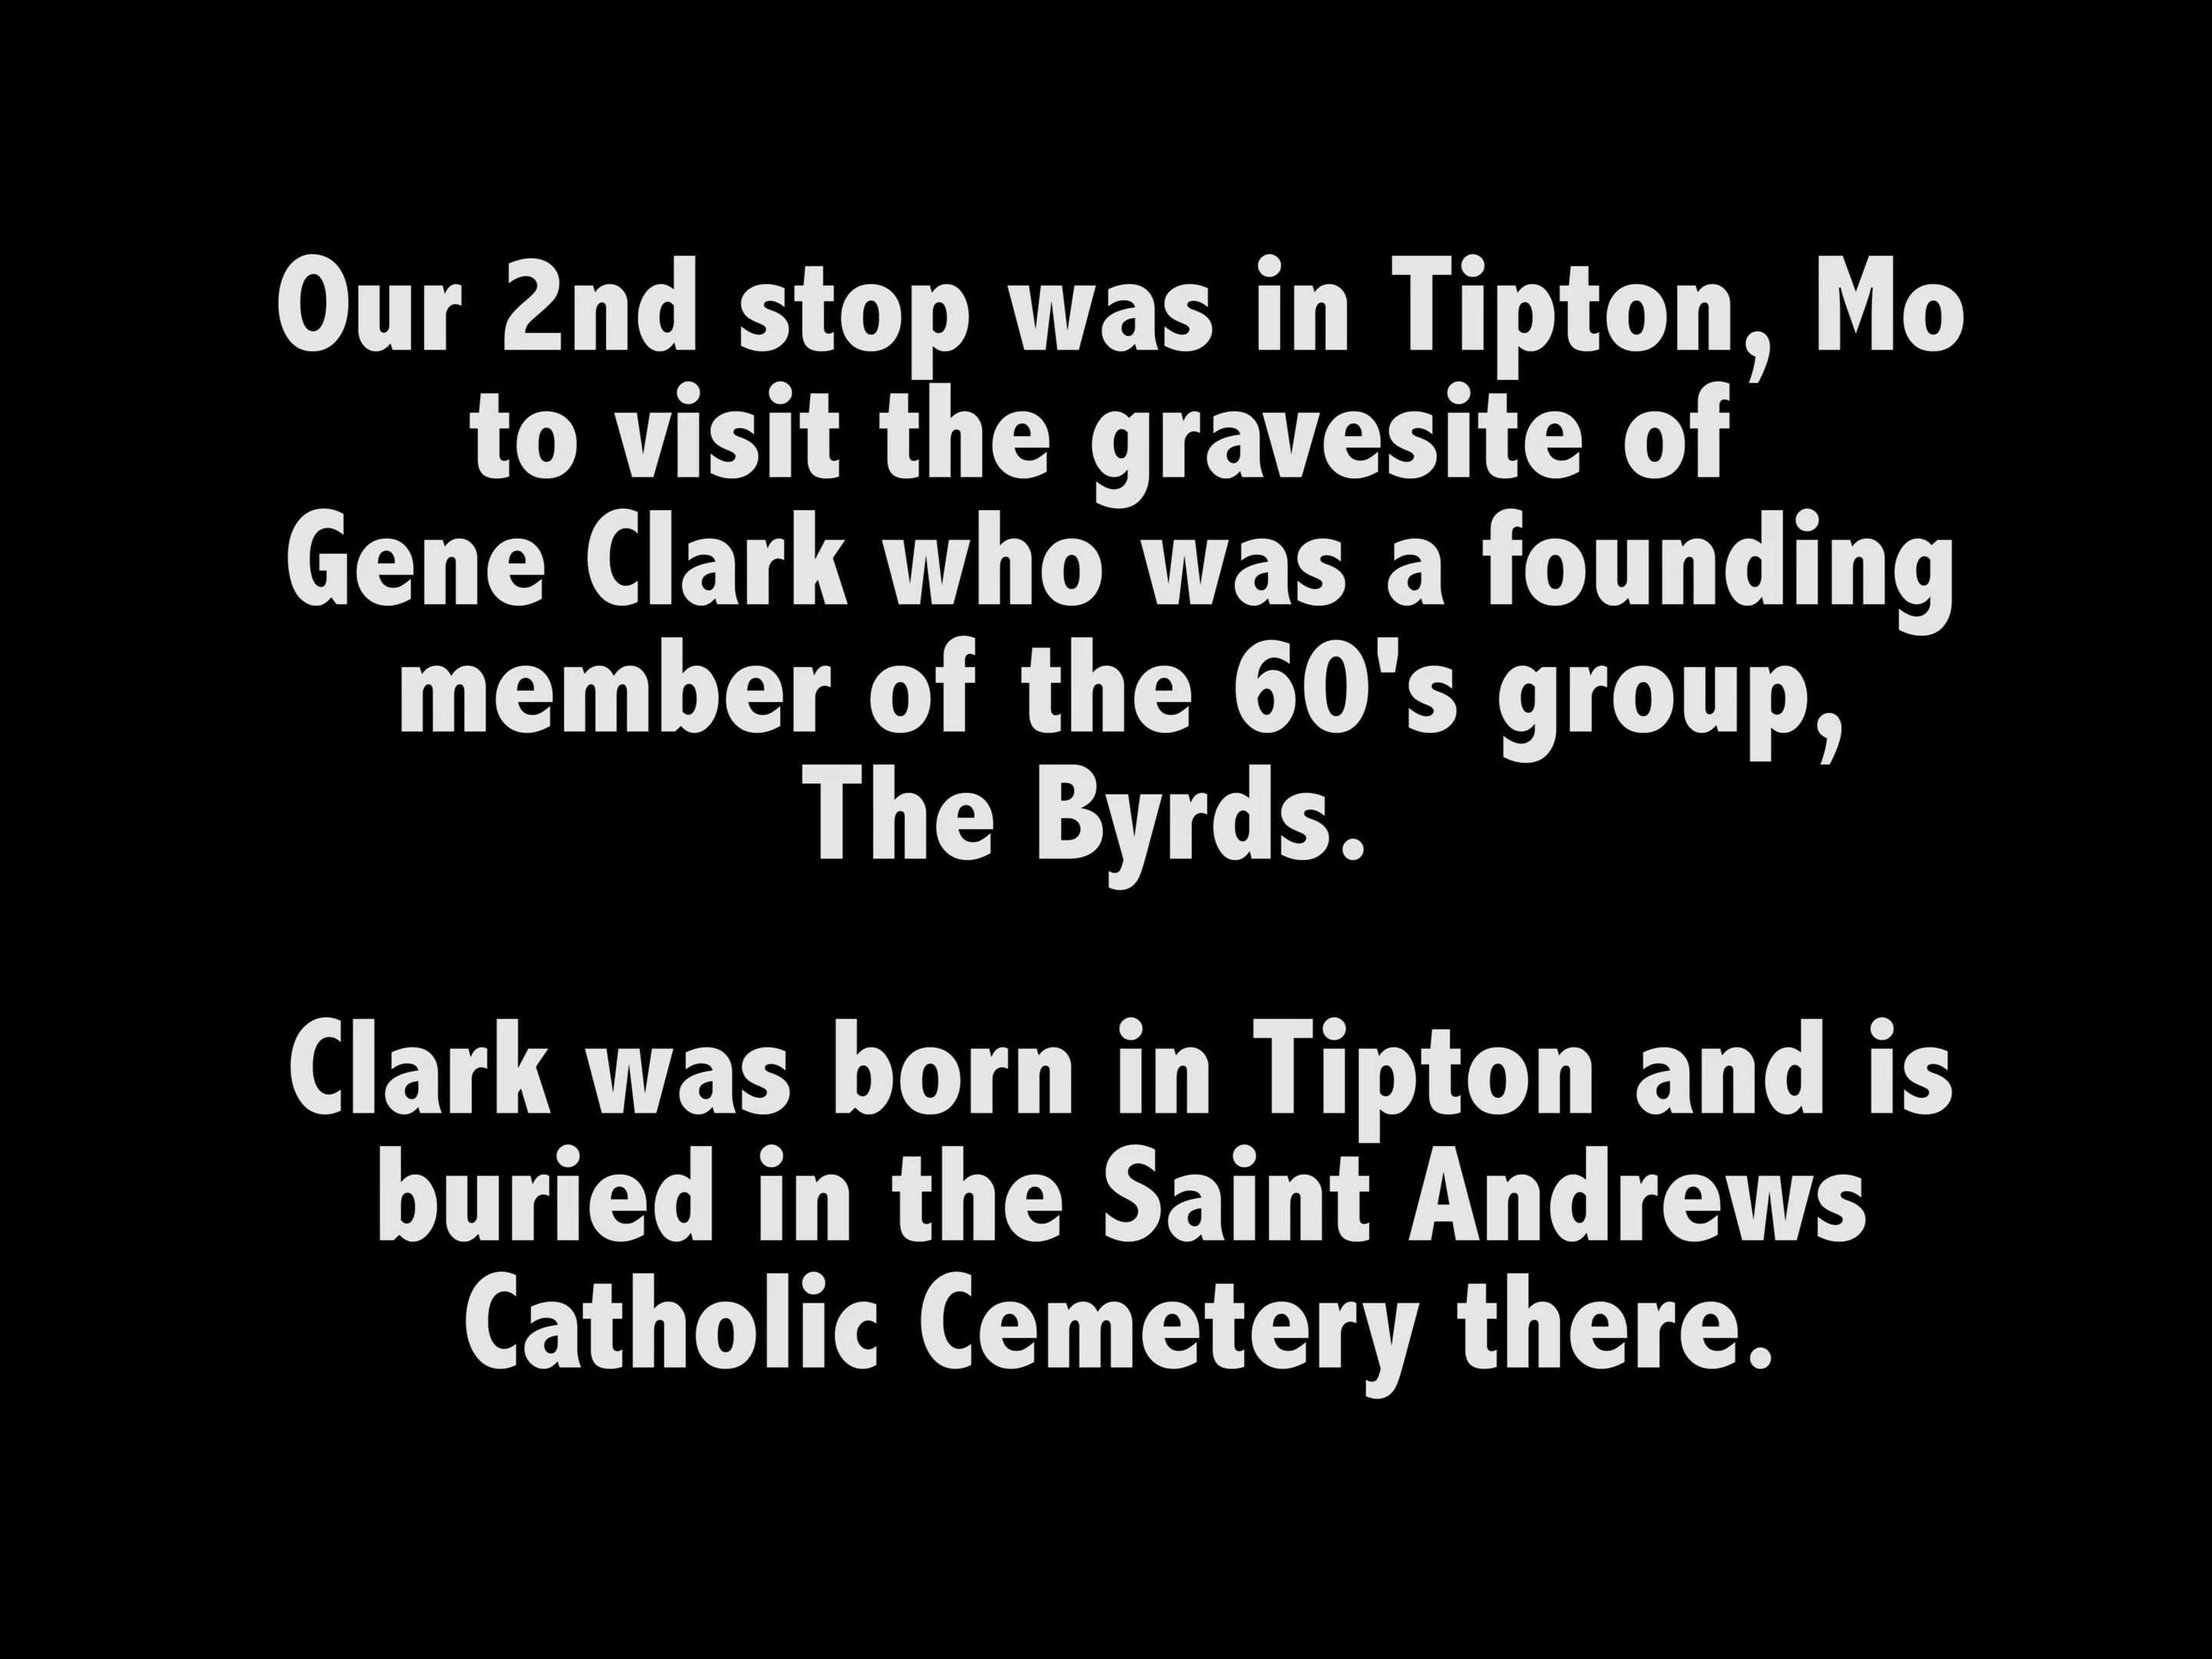 Our 2nd stop was in Tipton, Mo
to visit the gravesite of
Gene Clark who was a founding
member of the 60's group,
The Byrds.
Clark was born in Tipton and is
buried in the Saint Andrews
Catholic Cemetery there.